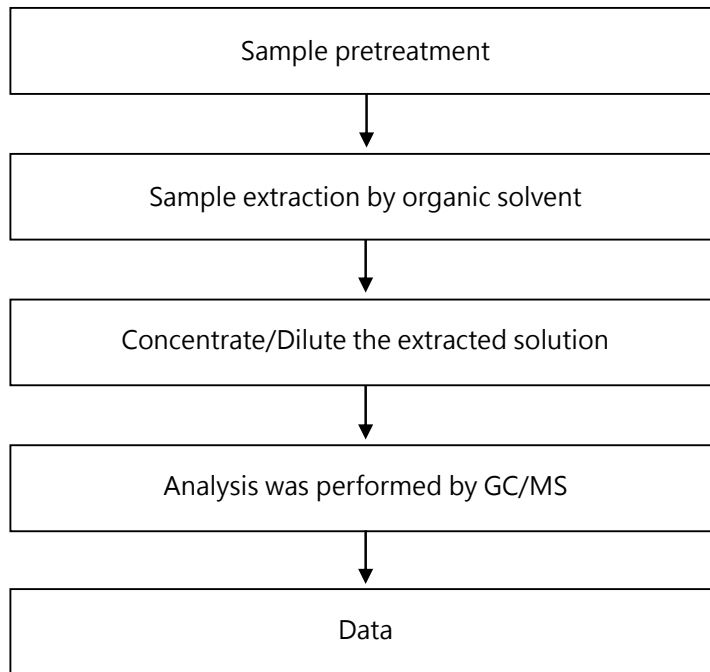 Sample pretreatment
Sample extraction by organic solvent
Concentrate/Dilute the extracted solution
Analysis was performed by GC/MS
Data